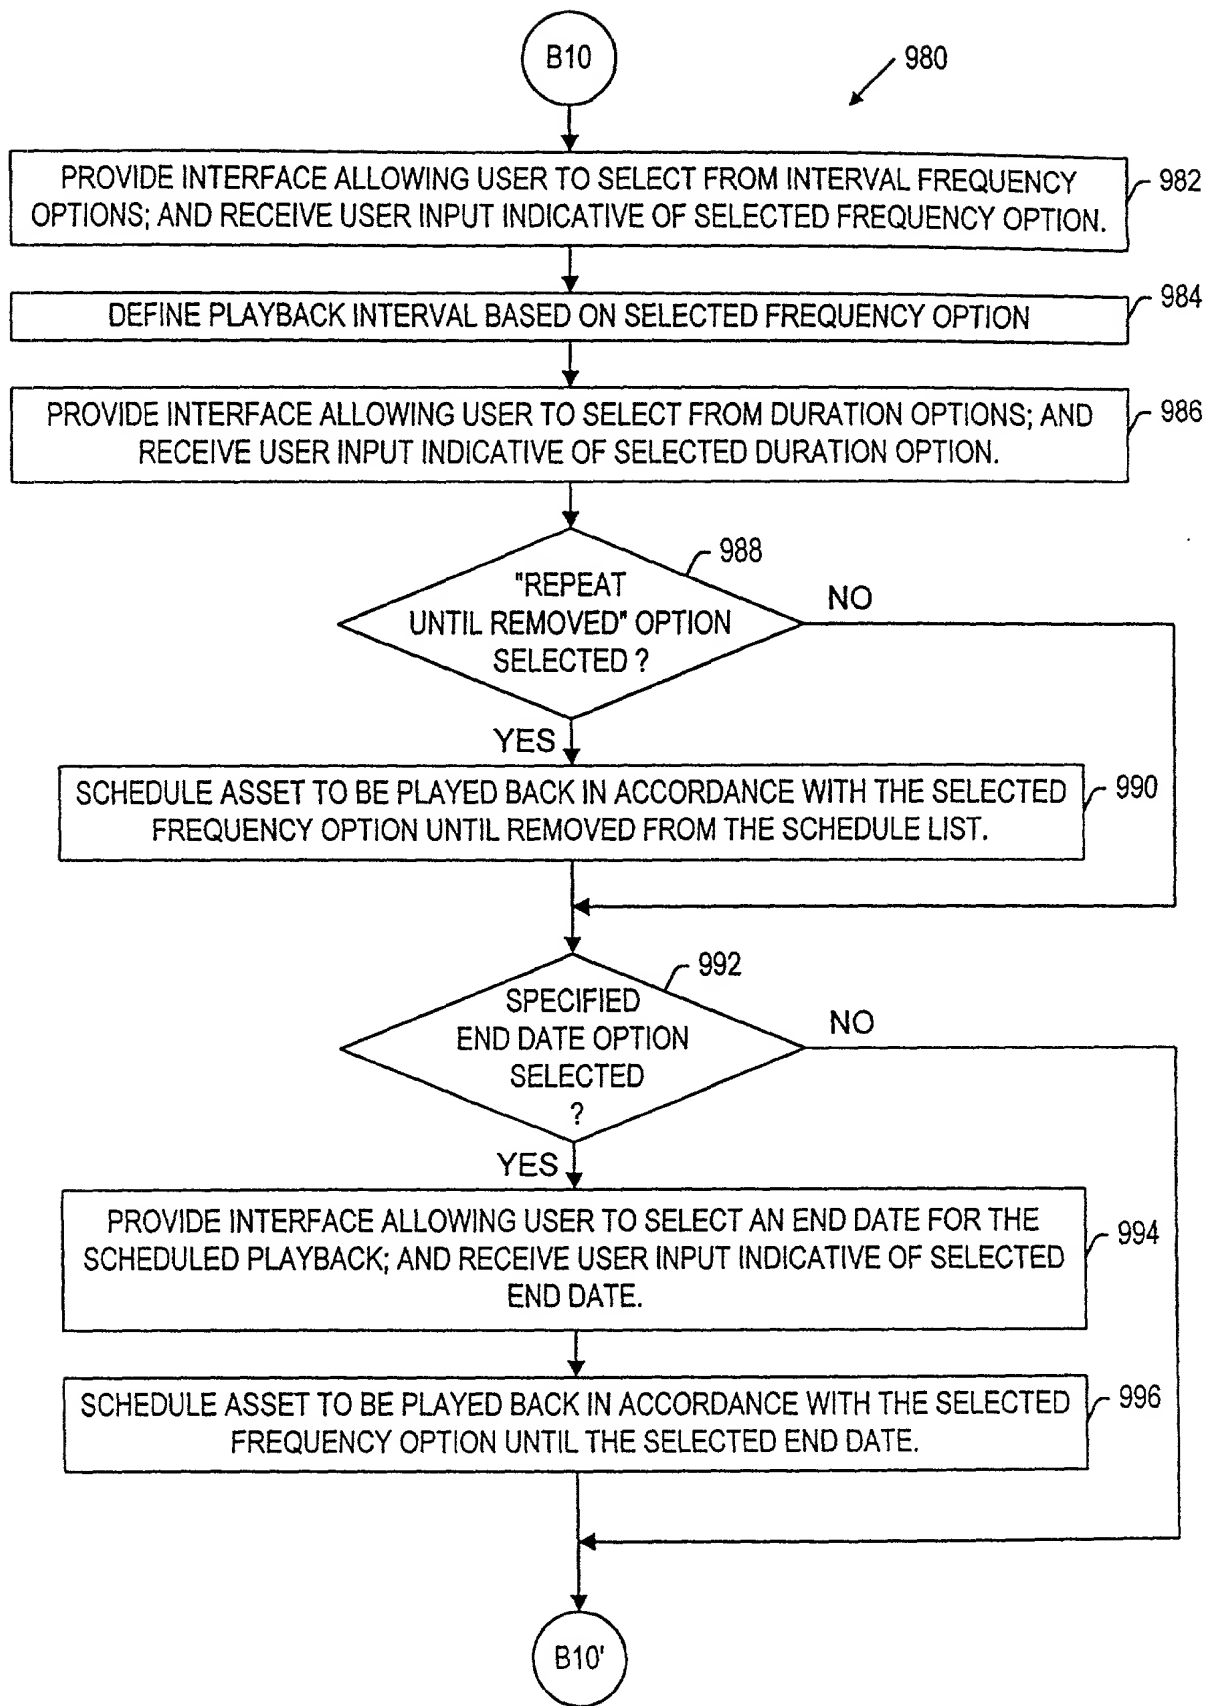 B10
980
PROVIDE INTERFACE ALLOWING USER TO SELECT FROM INTERVAL FREQUENCY
OPTIONS; AND RECEIVE USER INPUT INDICATIVE OF SELECTED FREQUENCY OPTION.
982
DEFINE PLAYBACK INTERVAL BASED ON SELECTED FREQUENCY OPTION
984
PROVIDE INTERFACE ALLOWING USER TO SELECT FROM DURATION OPTIONS; AND
RECEIVE USER INPUT INDICATIVE OF SELECTED DURATION OPTION.
986
988
"REPEAT
UNTIL REMOVED" OPTION
SELECTED ?
NO
YES
SCHEDULE ASSET TO BE PLAYED BACK IN ACCORDANCE WITH THE SELECTED
FREQUENCY OPTION UNTIL REMOVED FROM THE SCHEDULE LIST.
990
992
SPECIFIED
END DATE OPTION
SELECTED
?
NO
YES
PROVIDE INTERFACE ALLOWING USER TO SELECT AN END DATE FOR THE
SCHEDULED PLAYBACK; AND RECEIVE USER INPUT INDICATIVE OF SELECTED
END DATE.
994
SCHEDULE ASSET TO BE PLAYED BACK IN ACCORDANCE WITH THE SELECTED
FREQUENCY OPTION UNTIL THE SELECTED END DATE.
996
B10'